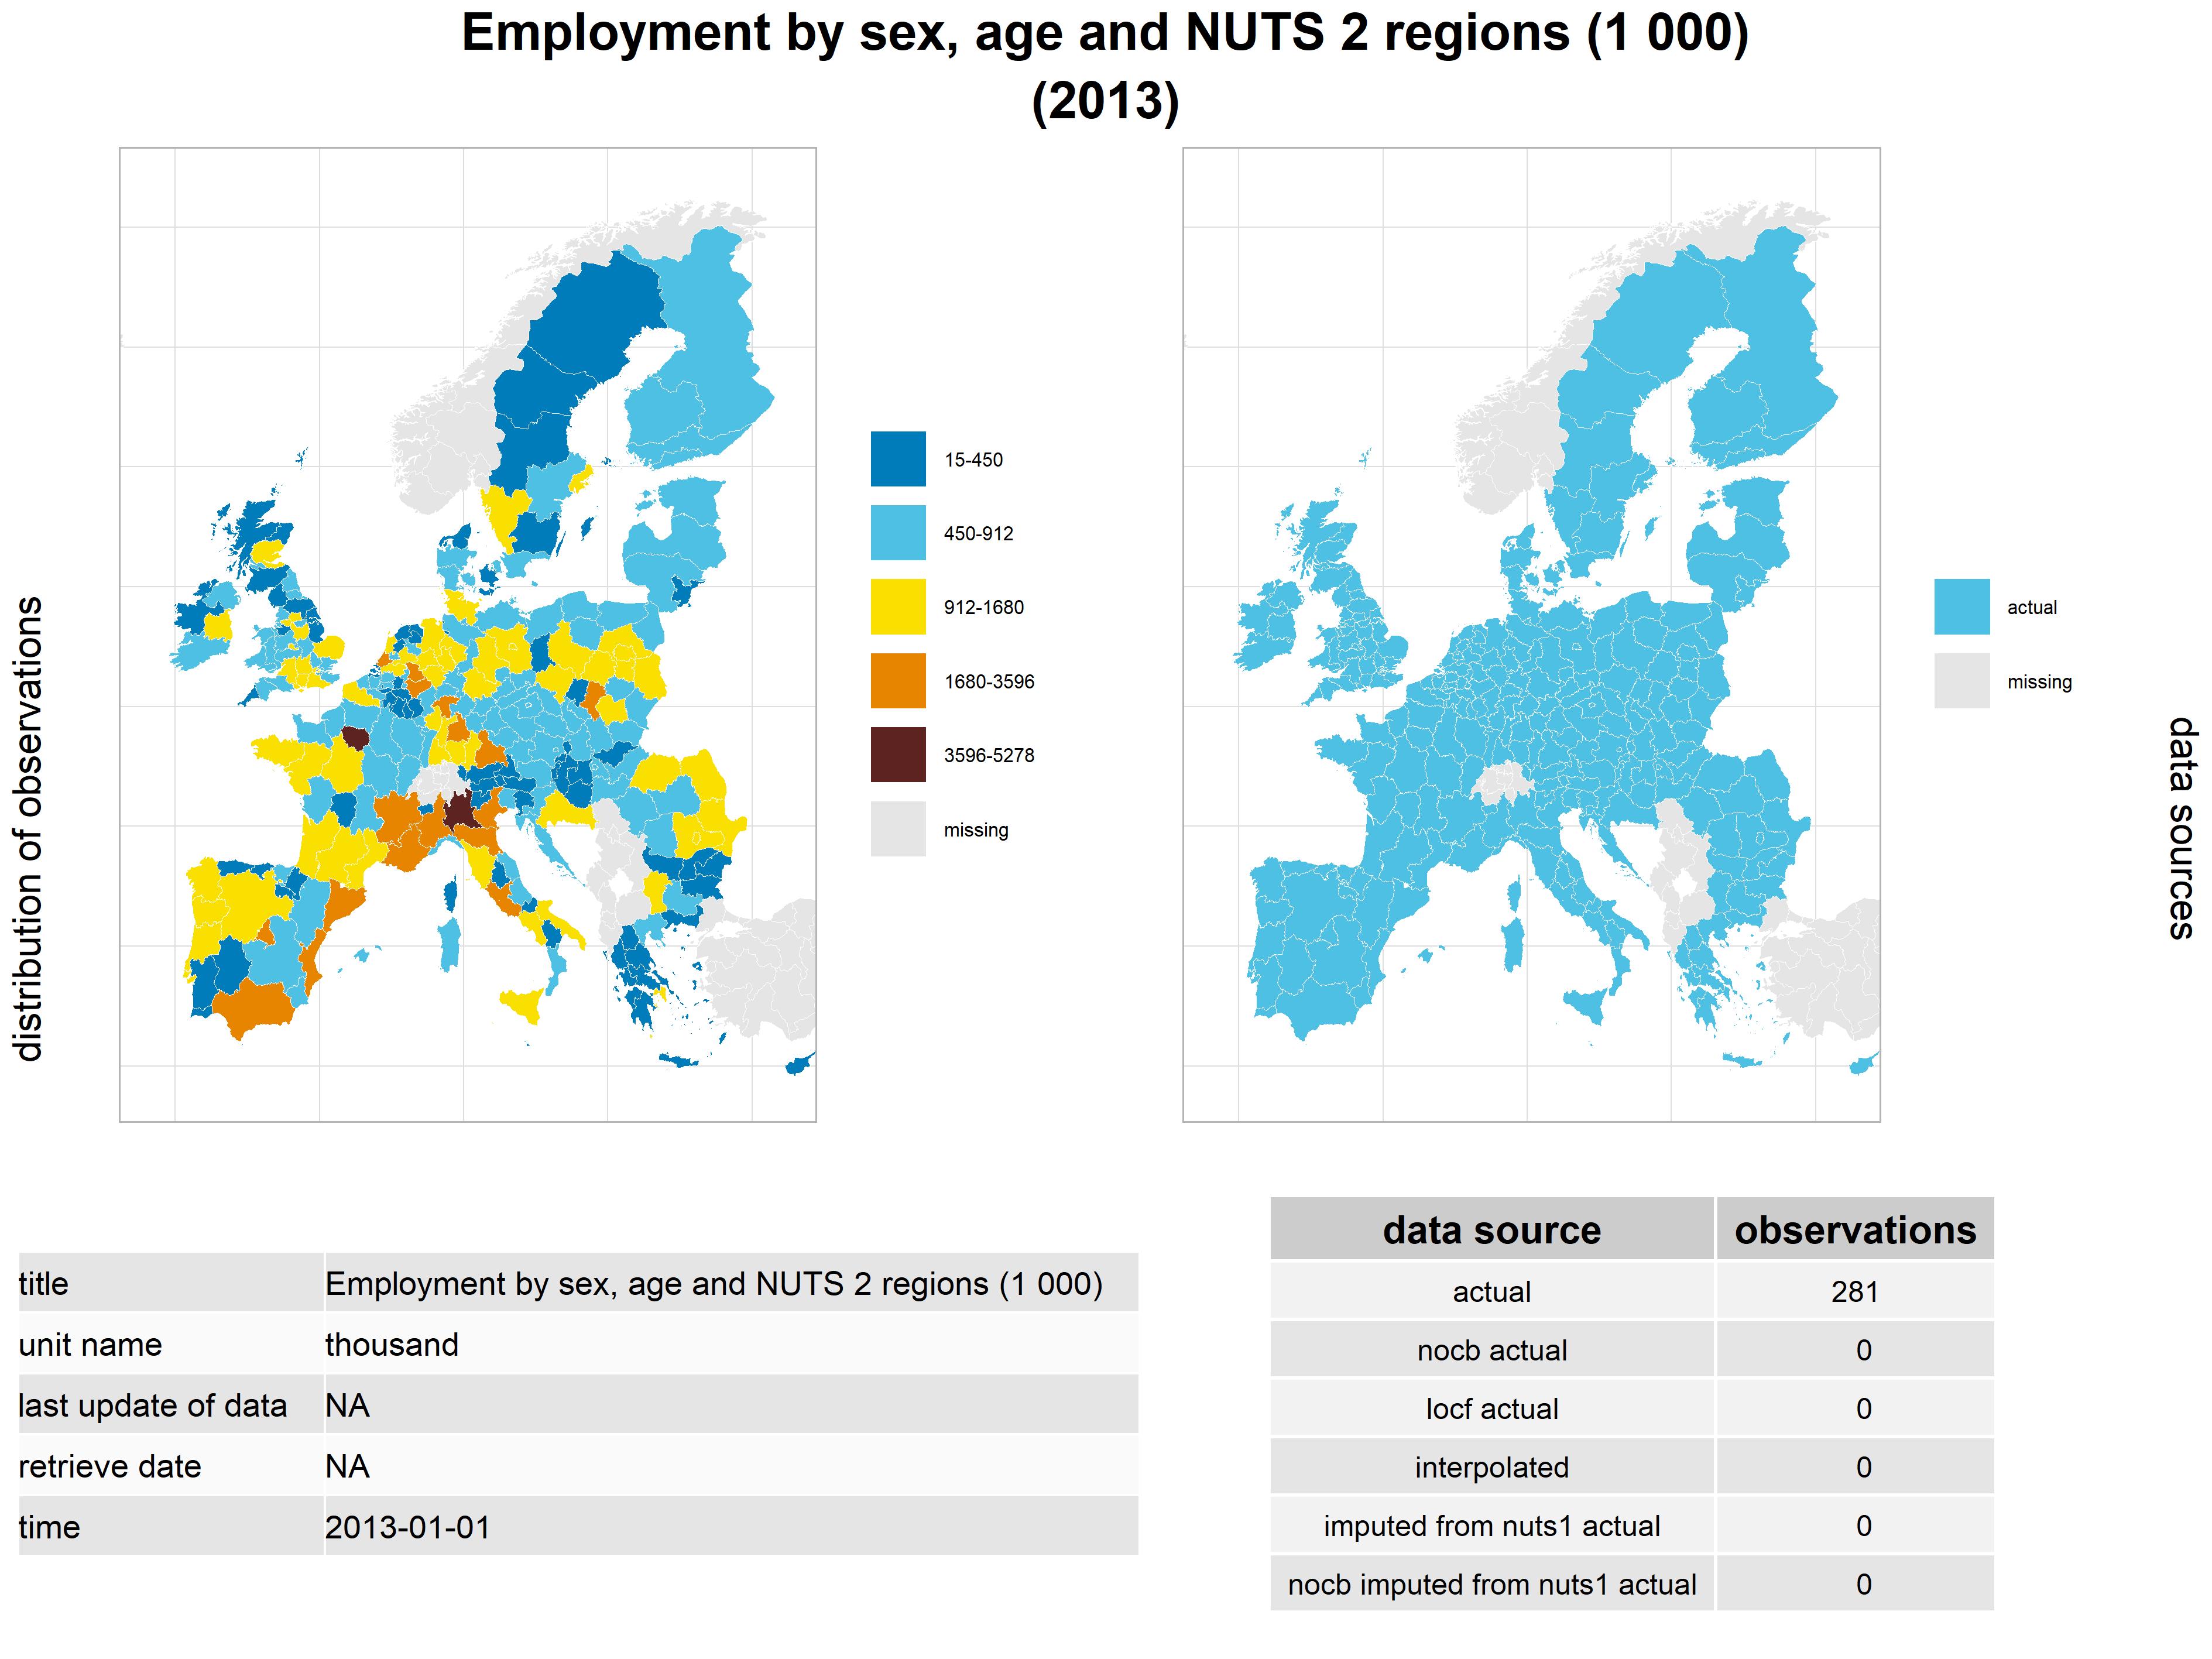 Employment by sex, age and NUTS 2 regions (1 000)
(2013)
distribution of observations
15-450
450-912
912-1680
1680-3596
3596-5278
missing
actual
missing
data sources
title Employment by sex, age and NUTS 2 regions (1 000)
unit name thousand
last update of data NA
retrieve date NA
time 2013-01-01
data source observations
actual 281
nocb actual 0
locf actual 0
interpolated 0
imputed from nuts1 actual 0
nocb imputed from nuts1 actual 0